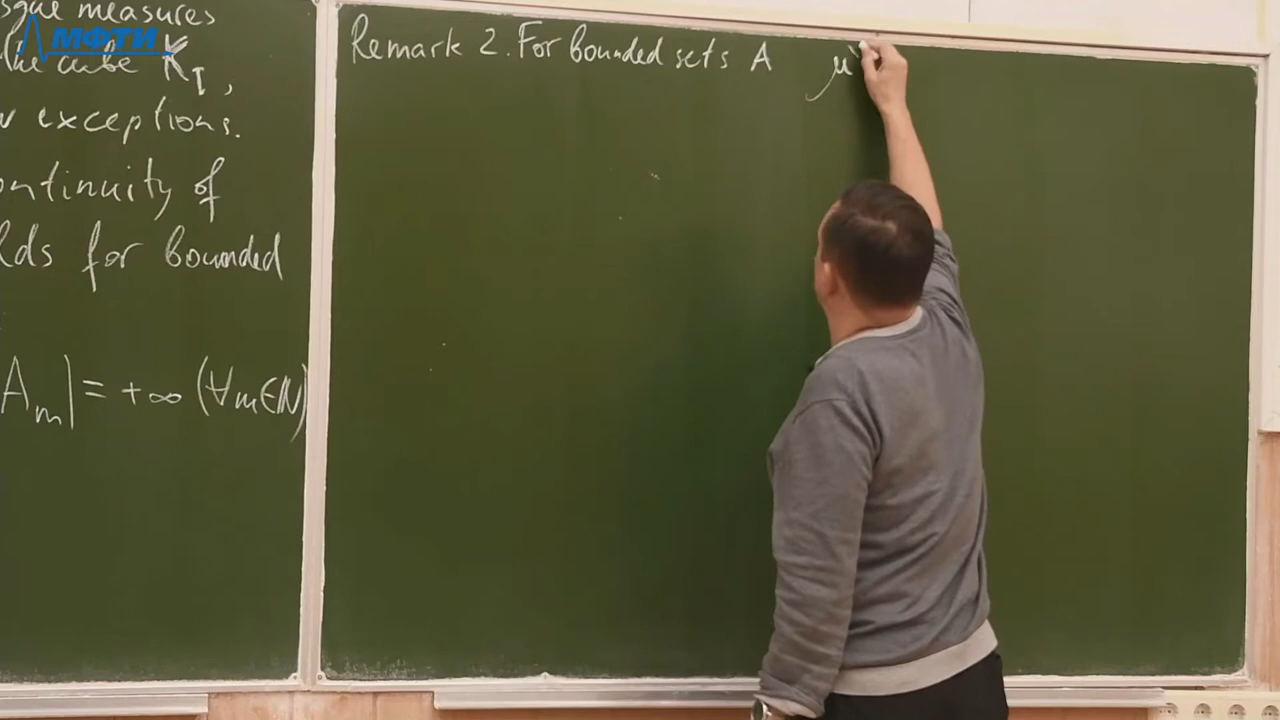 sgue measures
МФТИ
the cube K_I,
exceptions.
ontinuity of
lds for bounded
A_m| = +∞ (∀m∈ℕ)
Remark 2. For bounded sets A μ